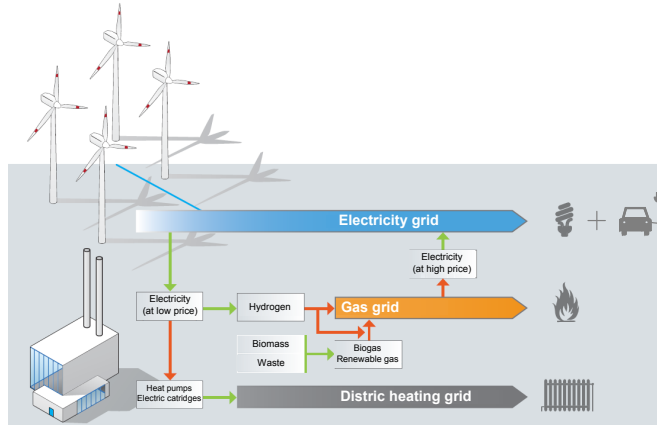 Electricity grid
Electricity
(at high price)
Electricity
(at low price)
Hydrogen
Gas grid
Biomass
Waste
Biogas
Renewable gas
Heat pumps
Electric catridges
Distric heating grid